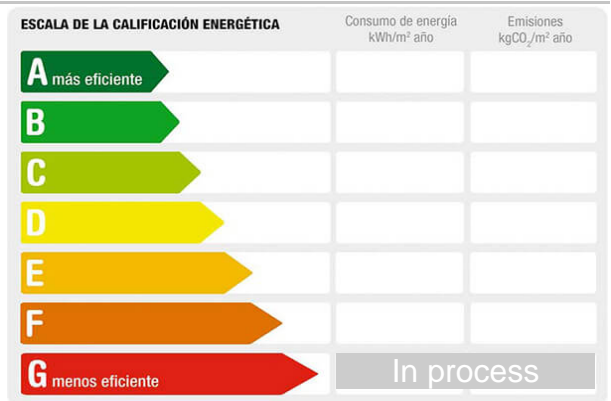 ESCALA DE LA CALIFICACIÓN ENERGÉTICA
Consumo de energía
kWh/m² año
Emisiones
kgCO₂/m² año
A más eficiente
B
C
D
E
F
G menos eficiente
In process